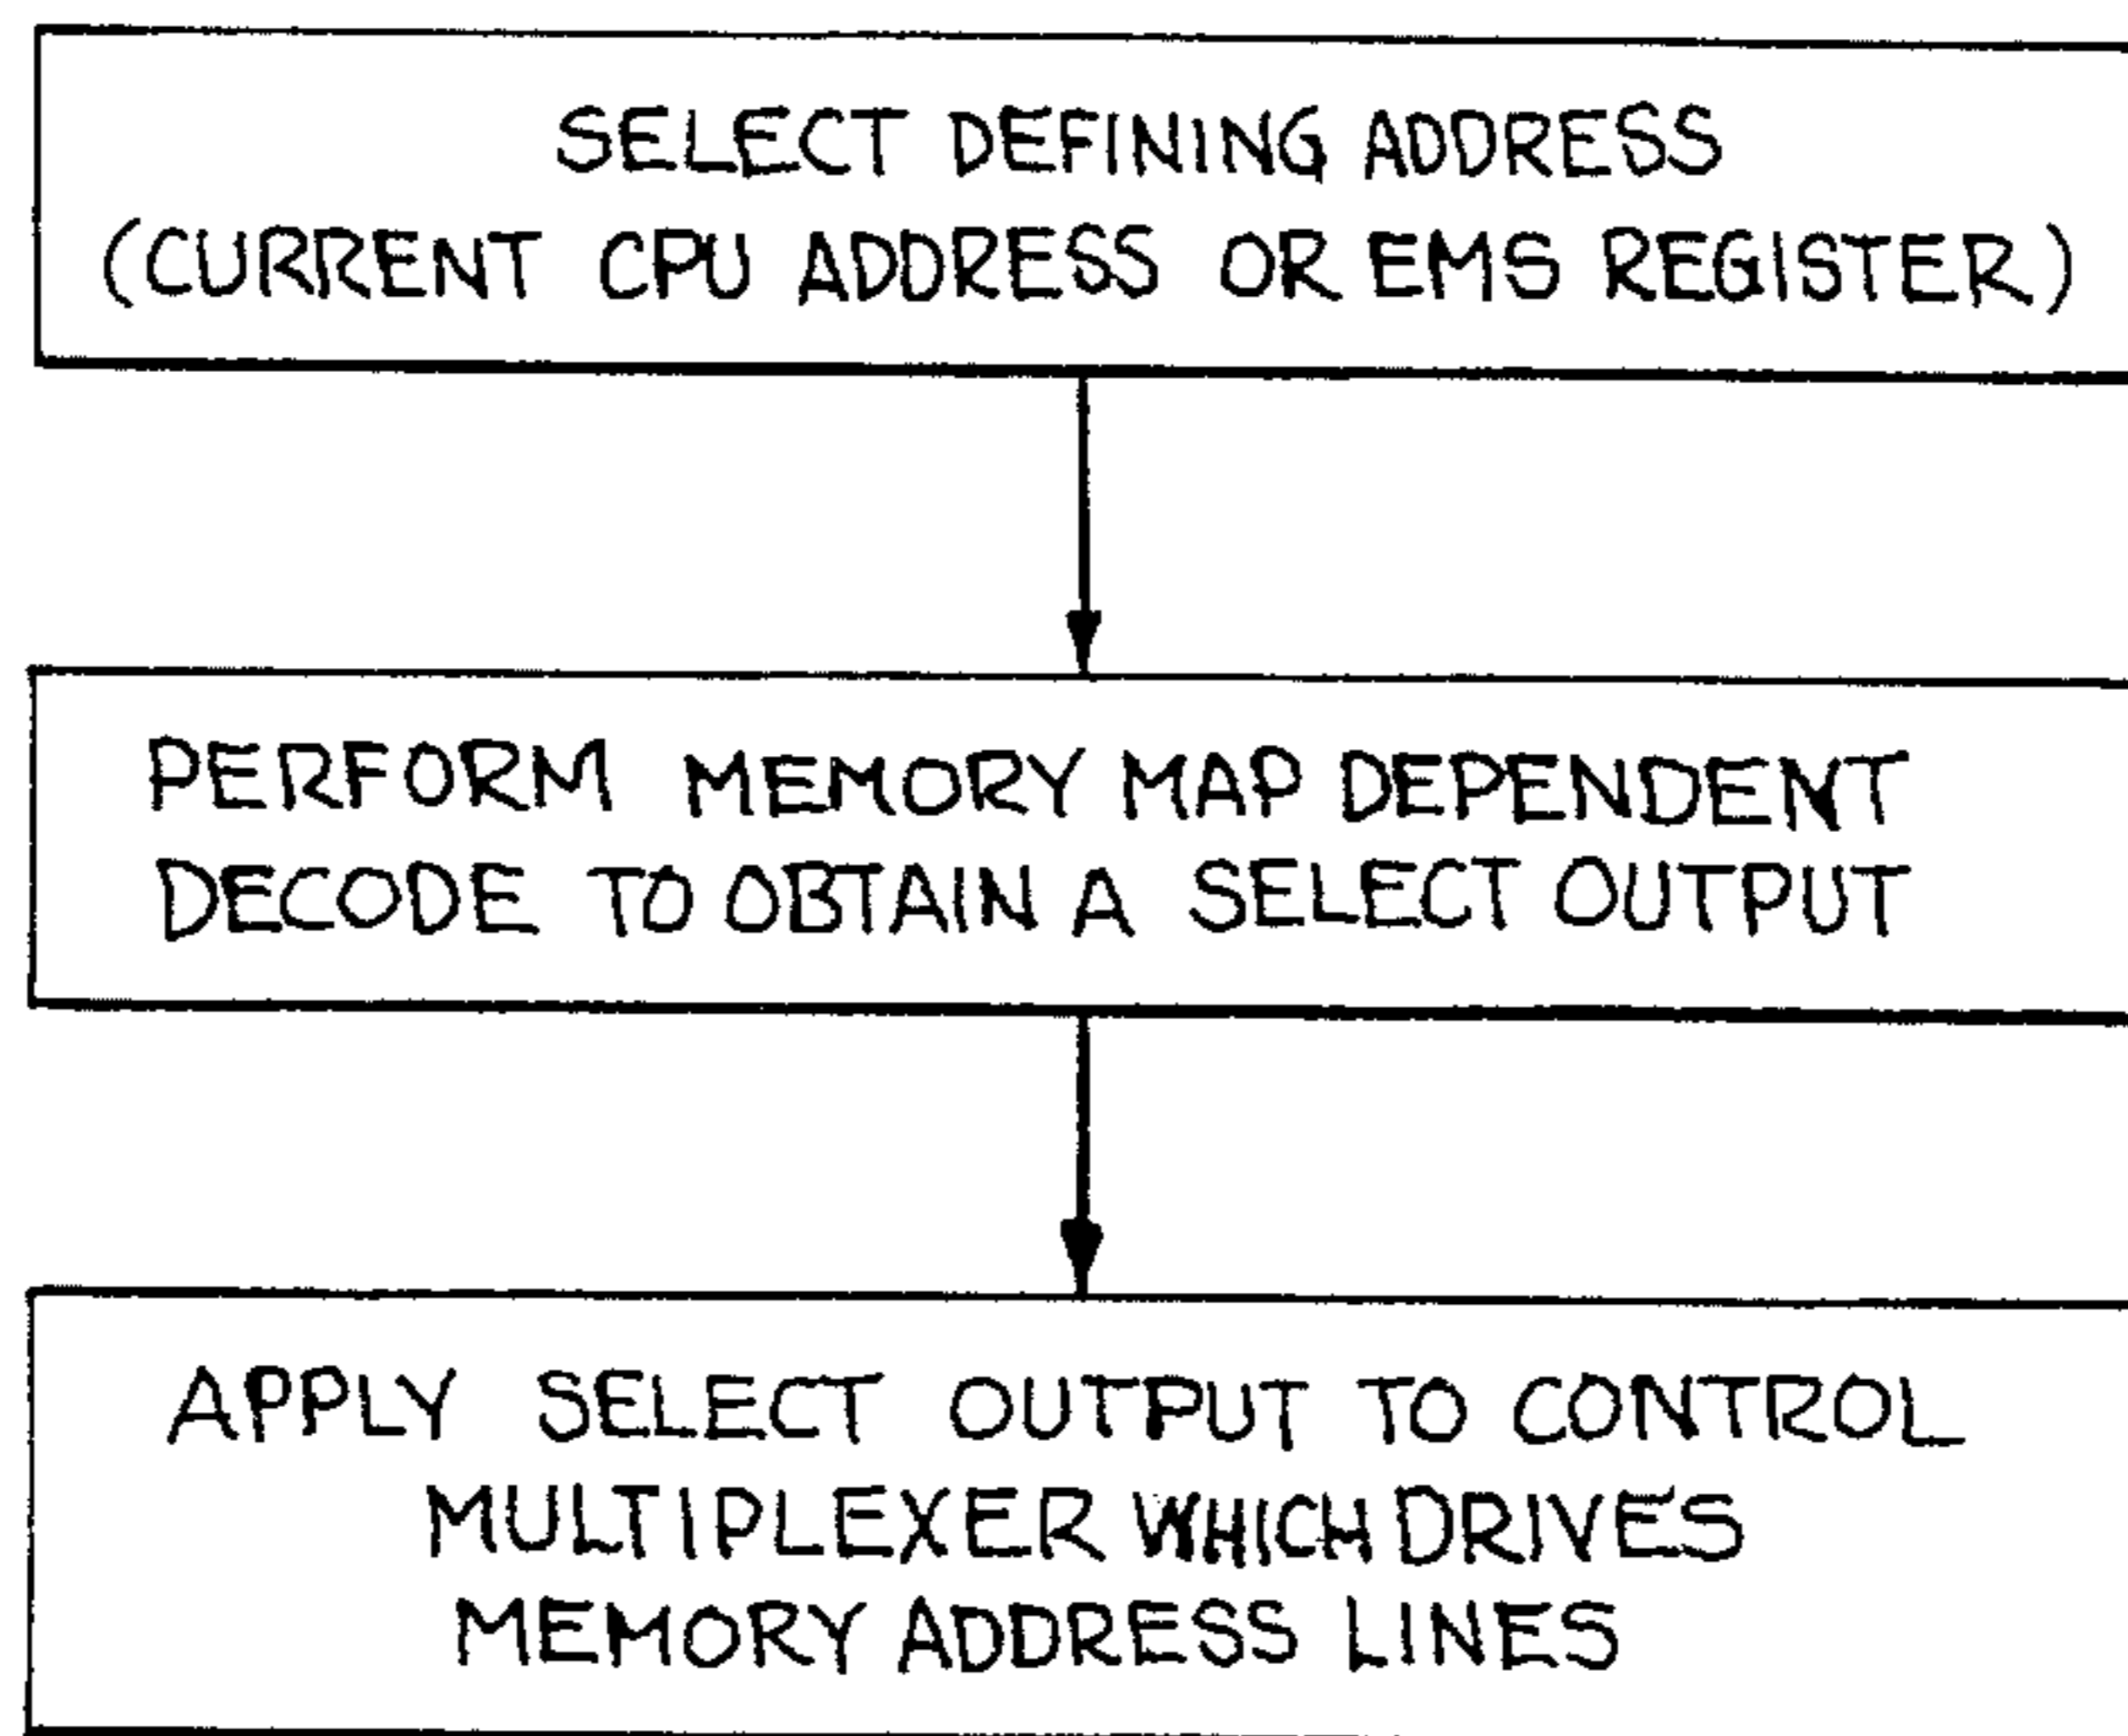 SELECT DEFINING ADDRESS
(CURRENT CPU ADDRESS OR EMS REGISTER)
PERFORM MEMORY MAP DEPENDENT
DECODE TO OBTAIN A SELECT OUTPUT
APPLY SELECT OUTPUT TO CONTROL
MULTIPLEXER WHICH DRIVES
MEMORY ADDRESS LINES